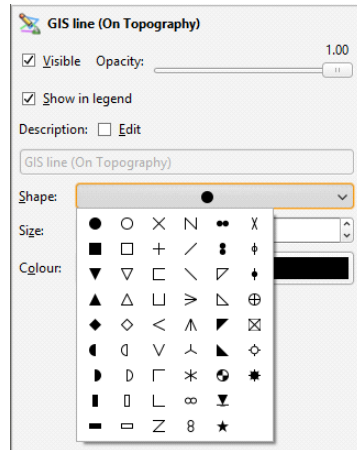 GIS line (On Topography)
1.00
Visible Opacity:
Show in legend
Description: Edit
GIS line (On Topography)
Shape:
Size:
Colour: